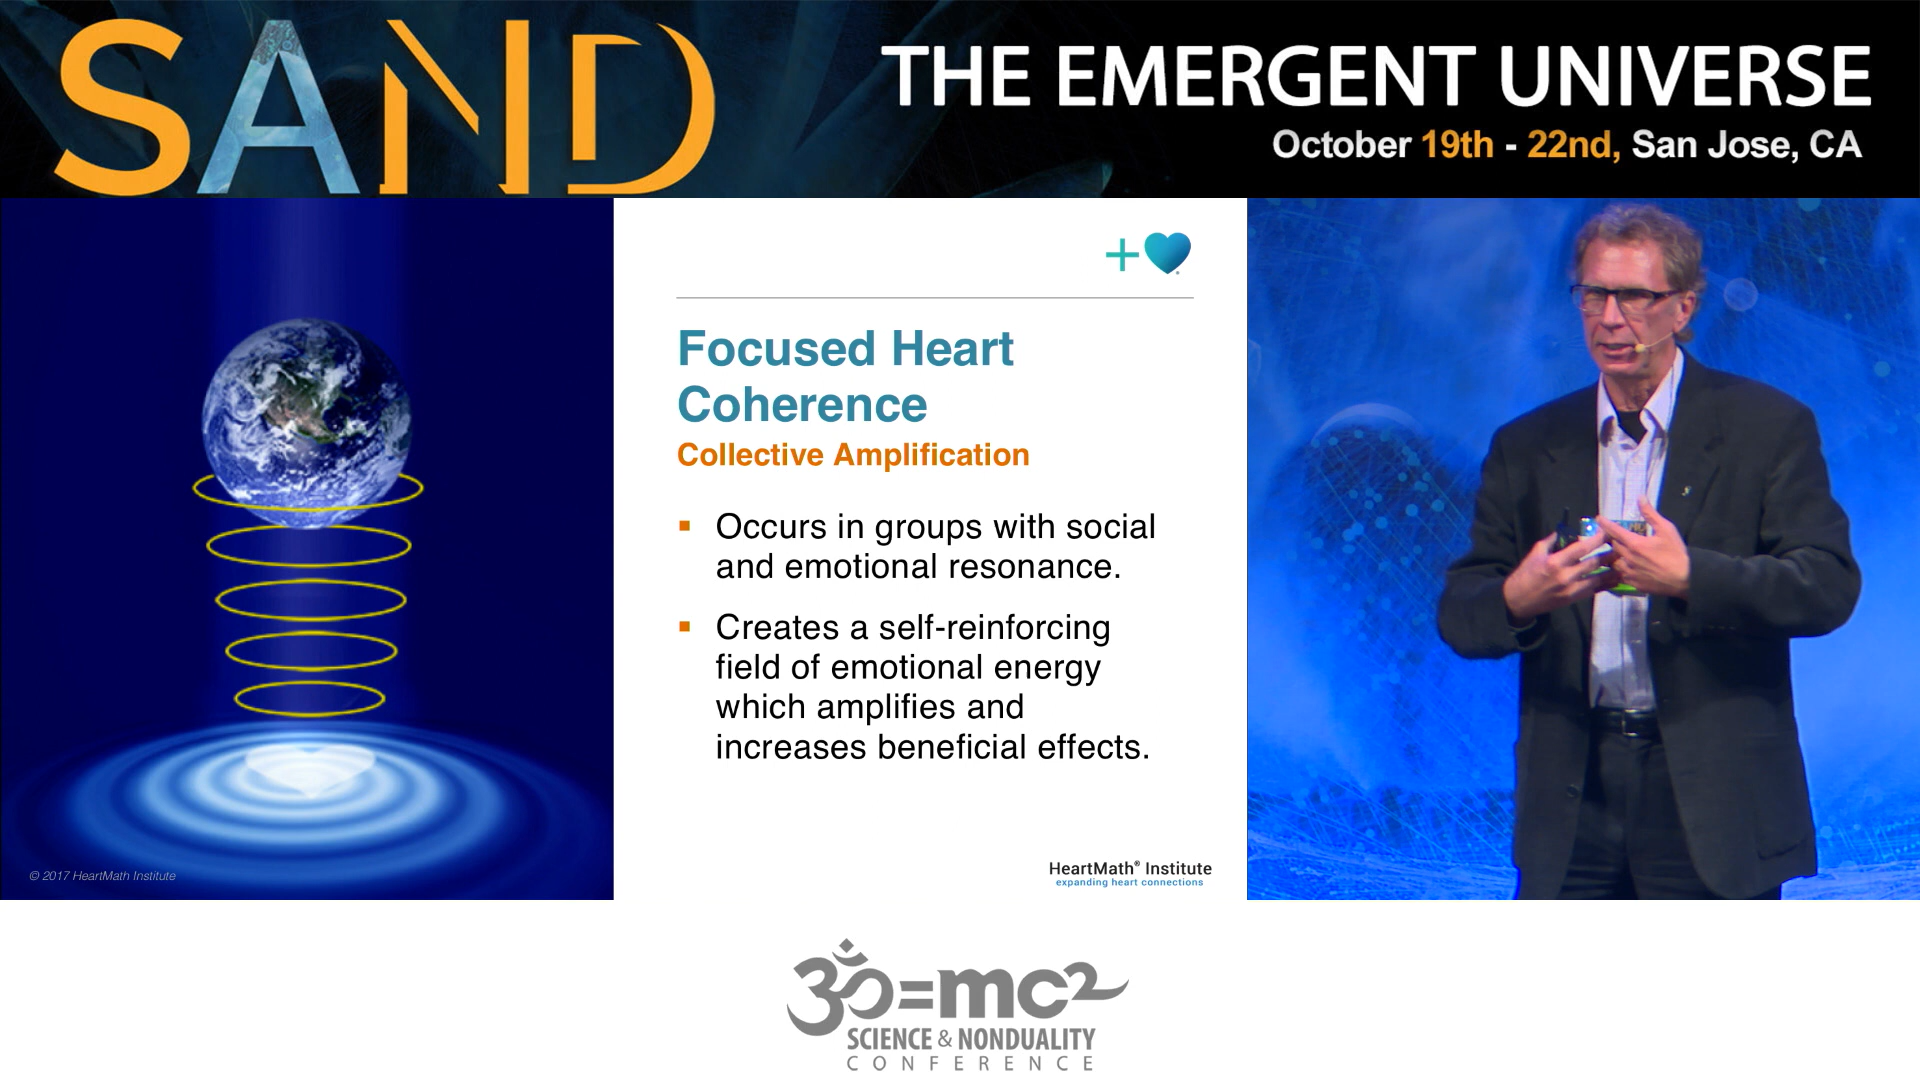 SAND
THE EMERGENT UNIVERSE
October 19th - 22nd, San Jose, CA
Focused Heart
Coherence
Collective Amplification
▪ Occurs in groups with social
and emotional resonance.
▪ Creates a self-reinforcing
field of emotional energy
which amplifies and
increases beneficial effects.
© 2017 HeartMath Institute
HeartMath® Institute
expanding heart connections
ॐ=mc²
SCIENCE & NONDUALITY
CONFERENCE